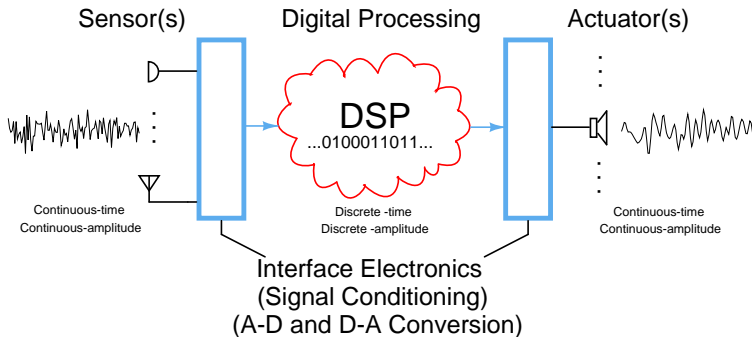 Sensor(s)
Digital Processing
Actuator(s)
DSP
...0100011011...
Continuous-time
Continuous-amplitude
Discrete -time
Discrete -amplitude
Continuous-time
Continuous-amplitude
Interface Electronics
(Signal Conditioning)
(A-D and D-A Conversion)